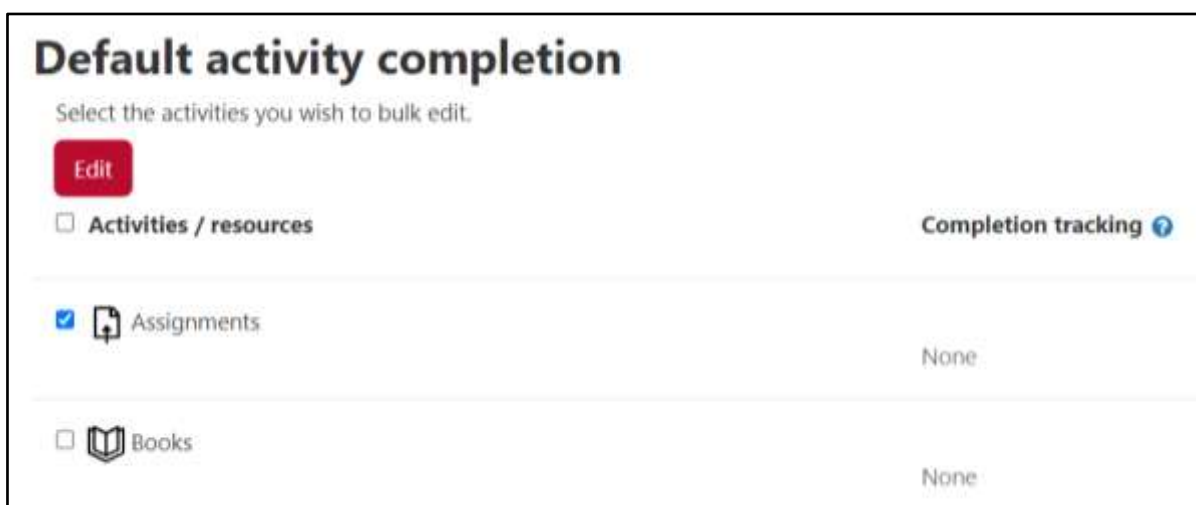 Default activity completion
Select the activities you wish to bulk edit.
Edit
Activities / resources Completion tracking ?
Assignments
None
Books
None